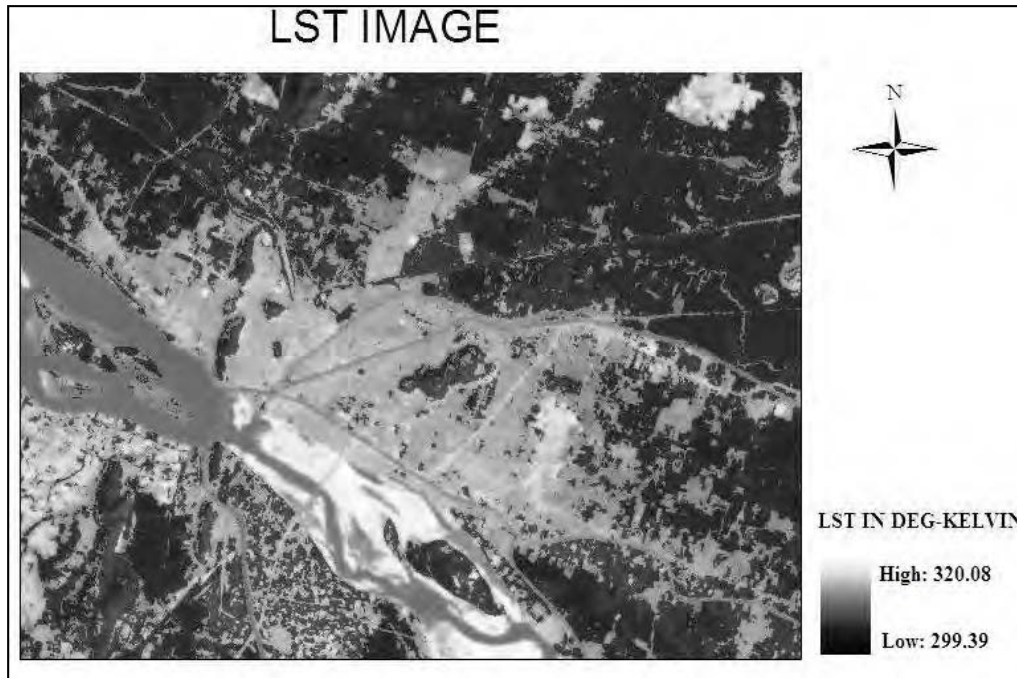 LST IMAGE
N
LST IN DEG-KELVIN
High: 320.08
Low: 299.39